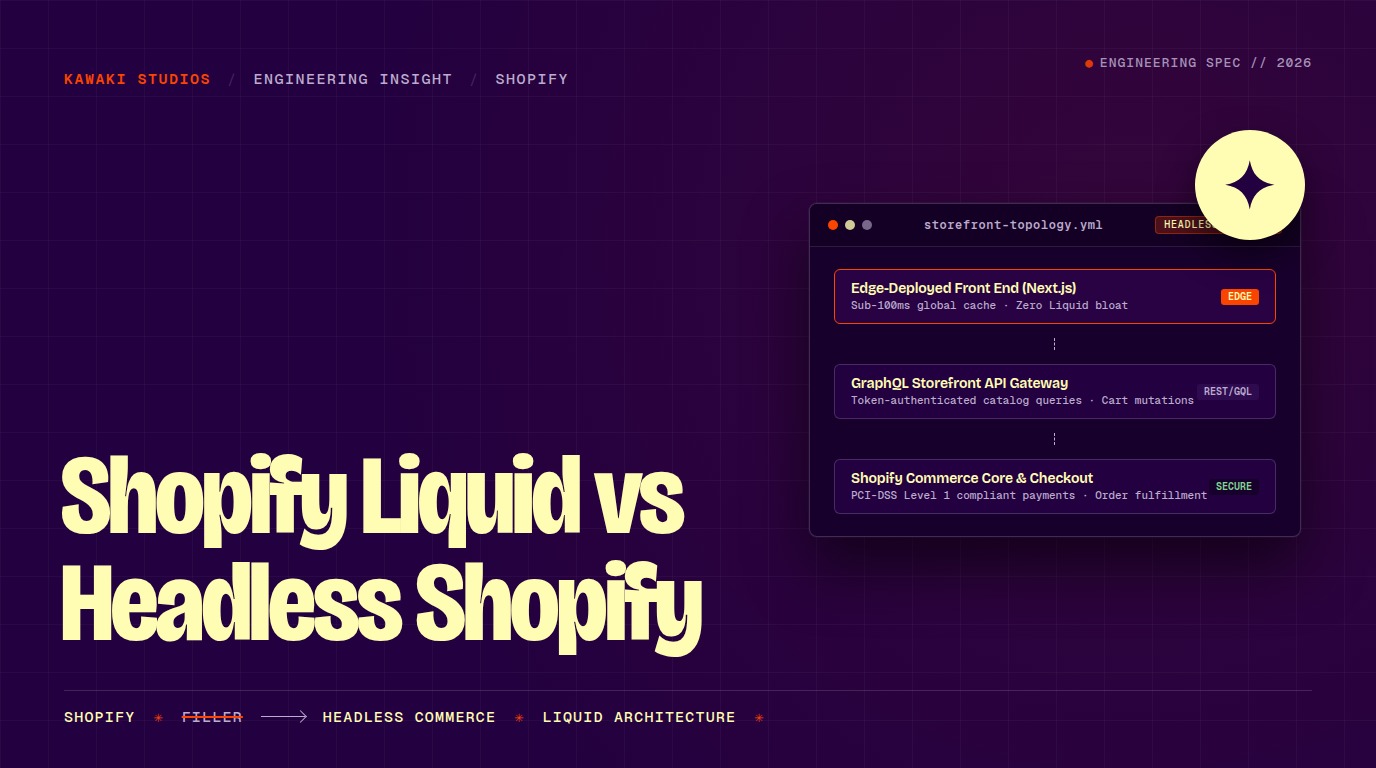 KAWAKI STUDIOS / ENGINEERING INSIGHT / SHOPIFY
ENGINEERING SPEC // 2026
storefront-topology.yml
Edge-Deployed Front End (Next.js)
Sub-100ms global cache · Zero Liquid bloat
EDGE
GraphQL Storefront API Gateway
Token-authenticated catalog queries · Cart mutations
REST/GQL
Shopify Commerce Core & Checkout
PCI-DSS Level 1 compliant payments · Order fulfillment
SECURE
Shopify Liquid vs
Headless Shopify
SHOPIFY * FILLER → HEADLESS COMMERCE * LIQUID ARCHITECTURE *